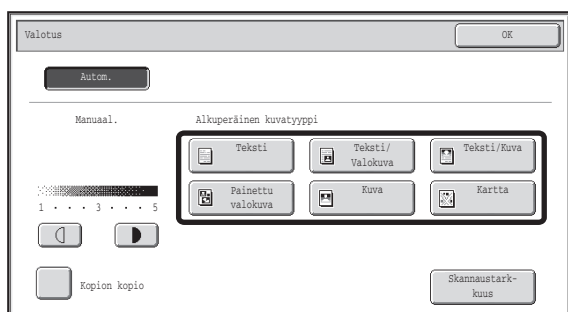 Valotus
OK
Autom.
Manuaal.
Alkuperäinen kuvatyyppi
Teksti
Teksti/
Valokuva
Teksti/Kuva
Painettu
valokuva
Kuva
Kartta
1 · · · 3 · · · 5
Kopion kopio
Skannaustark-
kuus